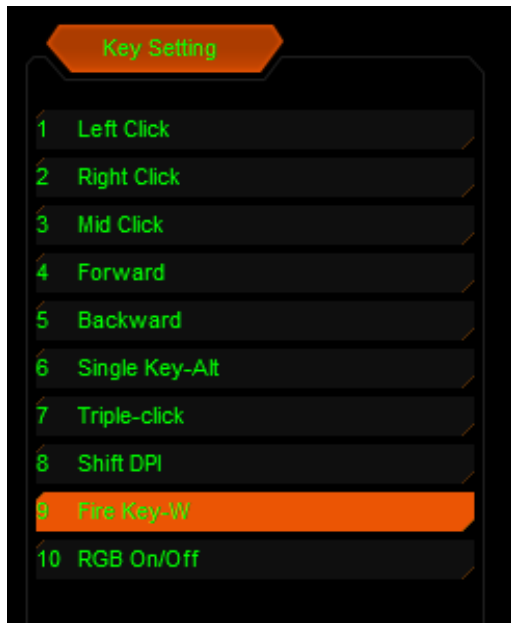 Key Setting
1 Left Click
2 Right Click
3 Mid Click
4 Forward
5 Backward
6 Single Key-Alt
7 Triple-click
8 Shift DPI
9 Fire Key-W
10 RGB On/Off